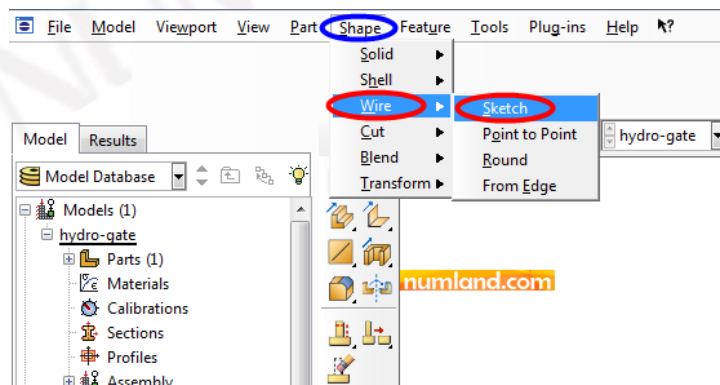 File Model Viewport View Part Shape Feature Tools Plug-ins Help
Solid
Shell
Wire
Sketch
Cut
Point to Point
hydro-gate
Blend
Round
Transform
From Edge
Model Results
Model Database
Models (1)
hydro-gate
Parts (1)
Materials
Calibrations
Sections
Profiles
Assembly
numland.com